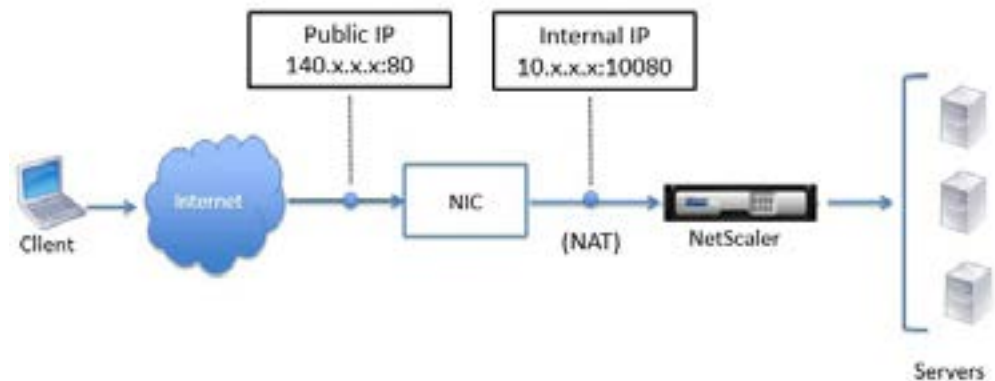 Public IP
140.x.x.x:80
Internal IP
10.x.x.x:10080
Internet
NIC
Client
(NAT)
NetScaler
Servers